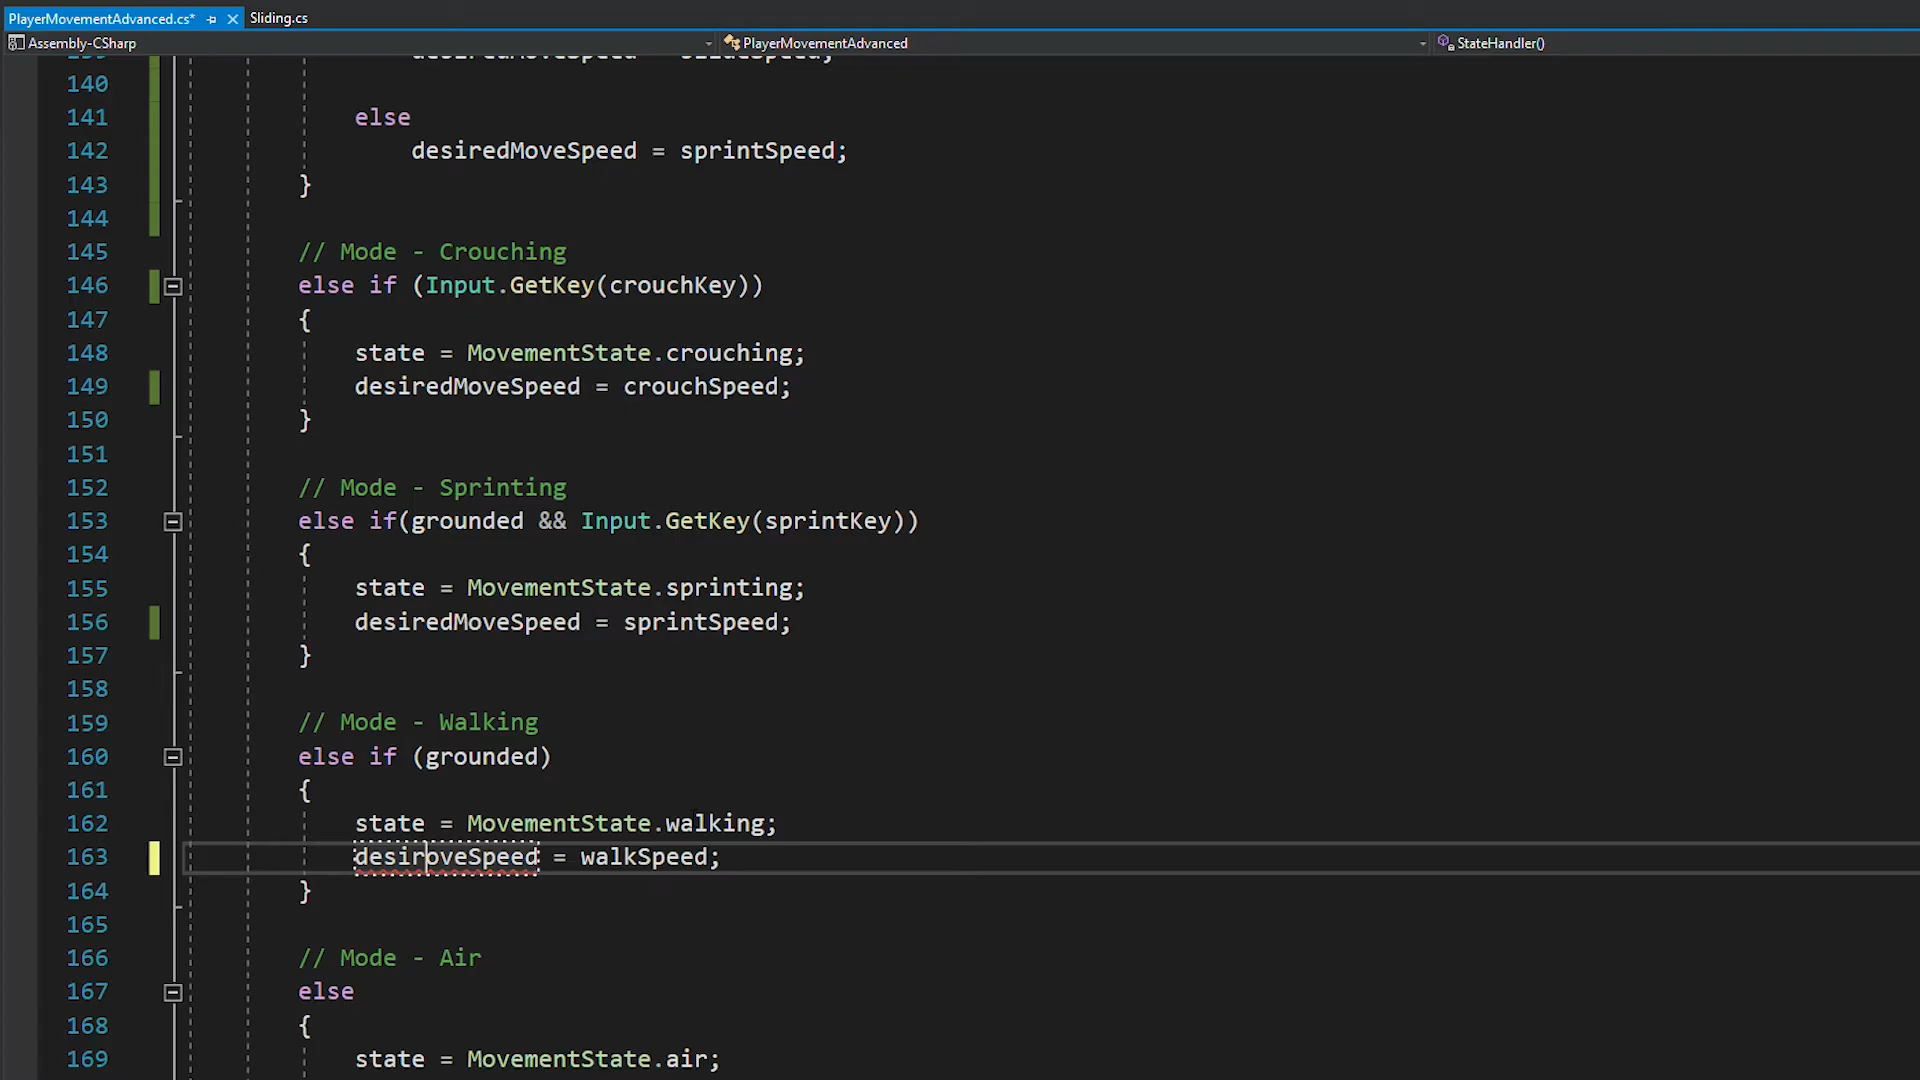 PlayerMovementAdvanced.cs* Sliding.cs
Assembly-CSharp PlayerMovementAdvanced StateHandler()
139 desiredMoveSpeed = slideSpeed;
140
141 else
142 desiredMoveSpeed = sprintSpeed;
143 }
144
145 // Mode - Crouching
146 else if (Input.GetKey(crouchKey))
147 {
148 state = MovementState.crouching;
149 desiredMoveSpeed = crouchSpeed;
150 }
151
152 // Mode - Sprinting
153 else if(grounded && Input.GetKey(sprintKey))
154 {
155 state = MovementState.sprinting;
156 desiredMoveSpeed = sprintSpeed;
157 }
158
159 // Mode - Walking
160 else if (grounded)
161 {
162 state = MovementState.walking;
163 desiroveSpeed = walkSpeed;
164 }
165
166 // Mode - Air
167 else
168 {
169 state = MovementState.air;